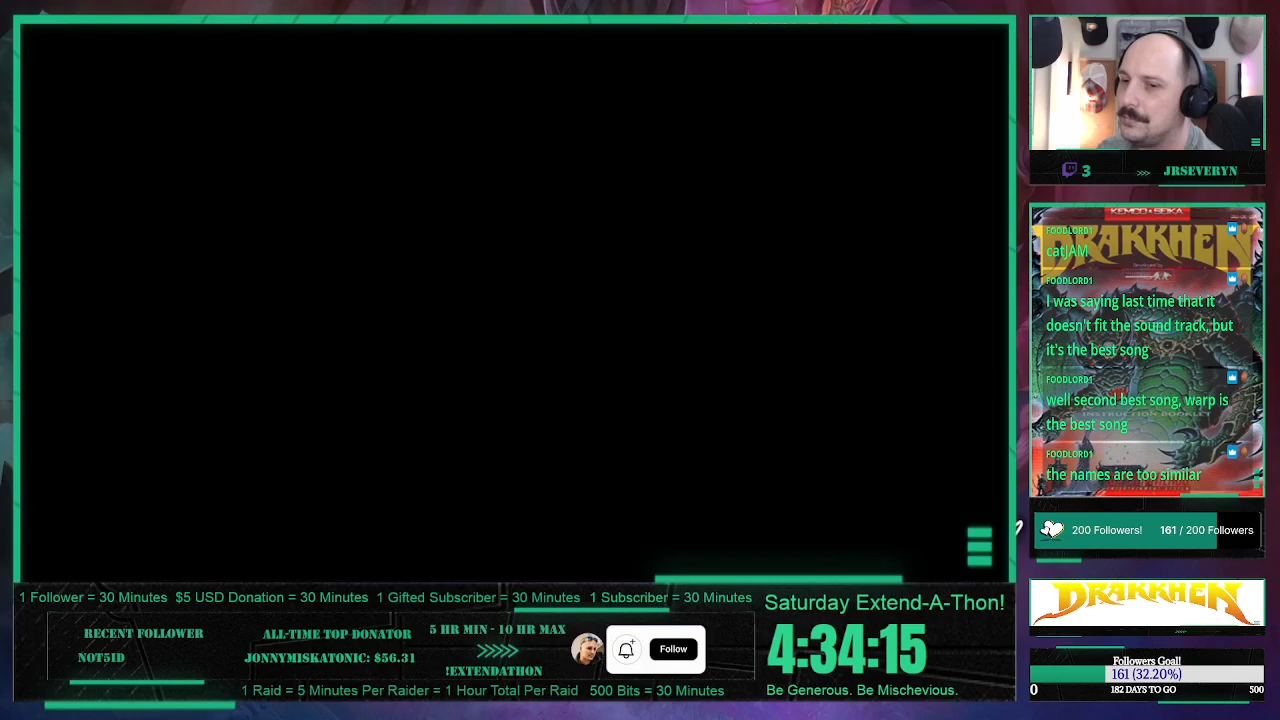 3
JRSEVERYN
KEMCO SEIKA
DRAKKHEN
FOODLORD1
catJAM
FOODLORD1
I was saying last time that it
doesn't fit the sound track, but
it's the best song
FOODLORD1
well second best song, warp is
the best song
INSTRUCTION BOOKLET
FOODLORD1
the names are too similar
200 Followers! 161 / 200 Followers
DRAKKHEN
Followers Goal!
161 (32.20%)
0 182 DAYS TO GO 500
1 Follower = 30 Minutes $5 USD Donation = 30 Minutes 1 Gifted Subscriber = 30 Minutes 1 Subscriber = 30 Minutes
RECENT FOLLOWER
NOT5ID
ALL-TIME TOP DONATOR
JONNYMISKATONIC: $56.31
5 HR MIN - 10 HR MAX
>>>>>
!EXTENDATHON
Follow
1 Raid = 5 Minutes Per Raider = 1 Hour Total Per Raid 500 Bits = 30 Minutes
Saturday Extend-A-Thon!
4:34:15
Be Generous. Be Mischevious.